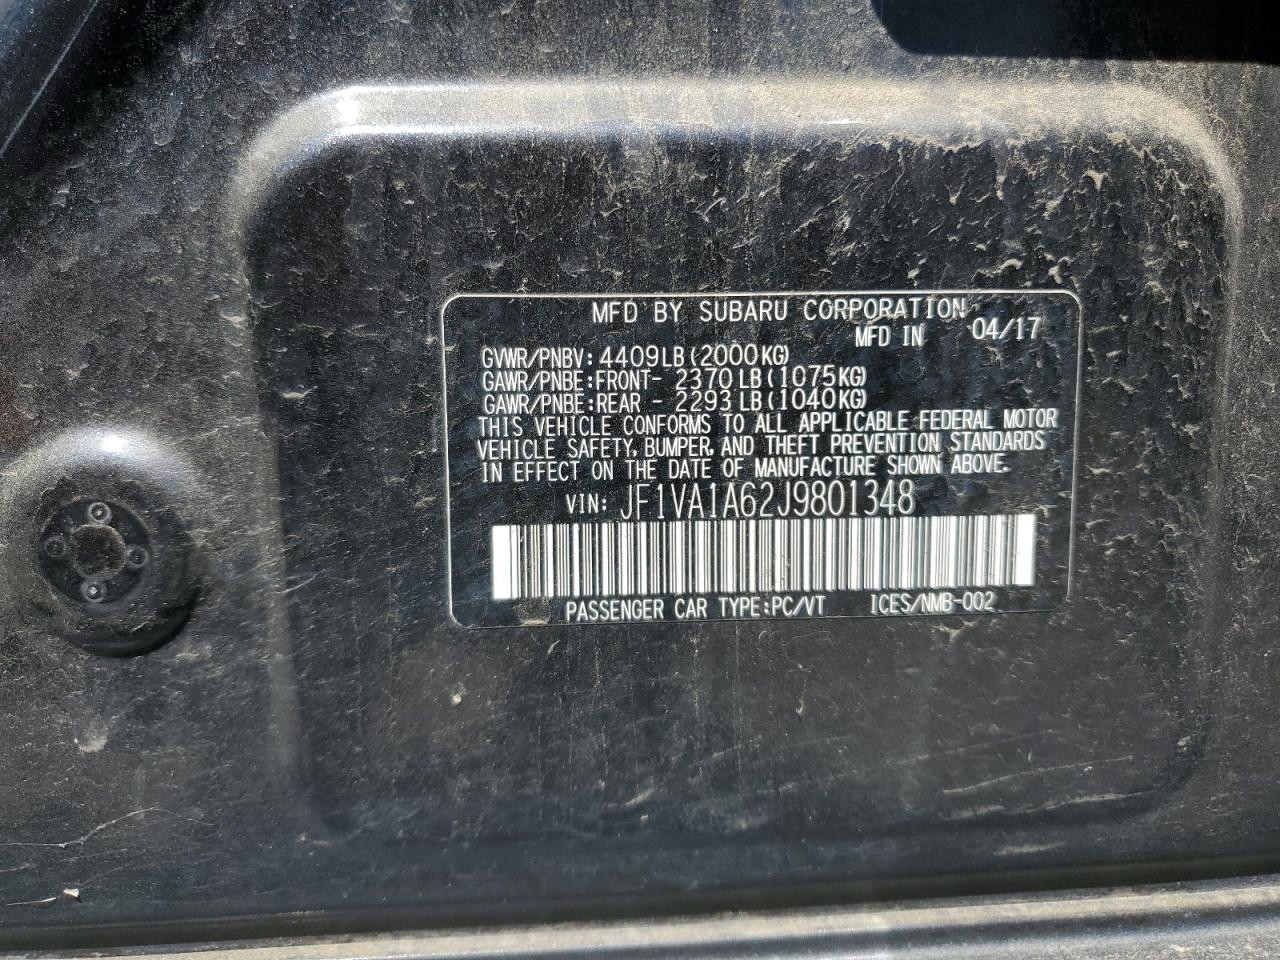 MFD BY SUBARU CORPORATION
MFD IN 04/17
GVWR/PNBV: 4409LB(2000KG)
GAWR/PNBE:FRONT- 2370LB(1075KG)
GAWR/PNBE:REAR - 2293LB(1040KG)
THIS VEHICLE CONFORMS TO ALL APPLICABLE FEDERAL MOTOR
VEHICLE SAFETY, BUMPER, AND THEFT PREVENTION STANDARDS
IN EFFECT ON THE DATE OF MANUFACTURE SHOWN ABOVE.
VIN: JF1VA1A62J9801348
PASSENGER CAR TYPE:PC/VT ICES/NMB-002